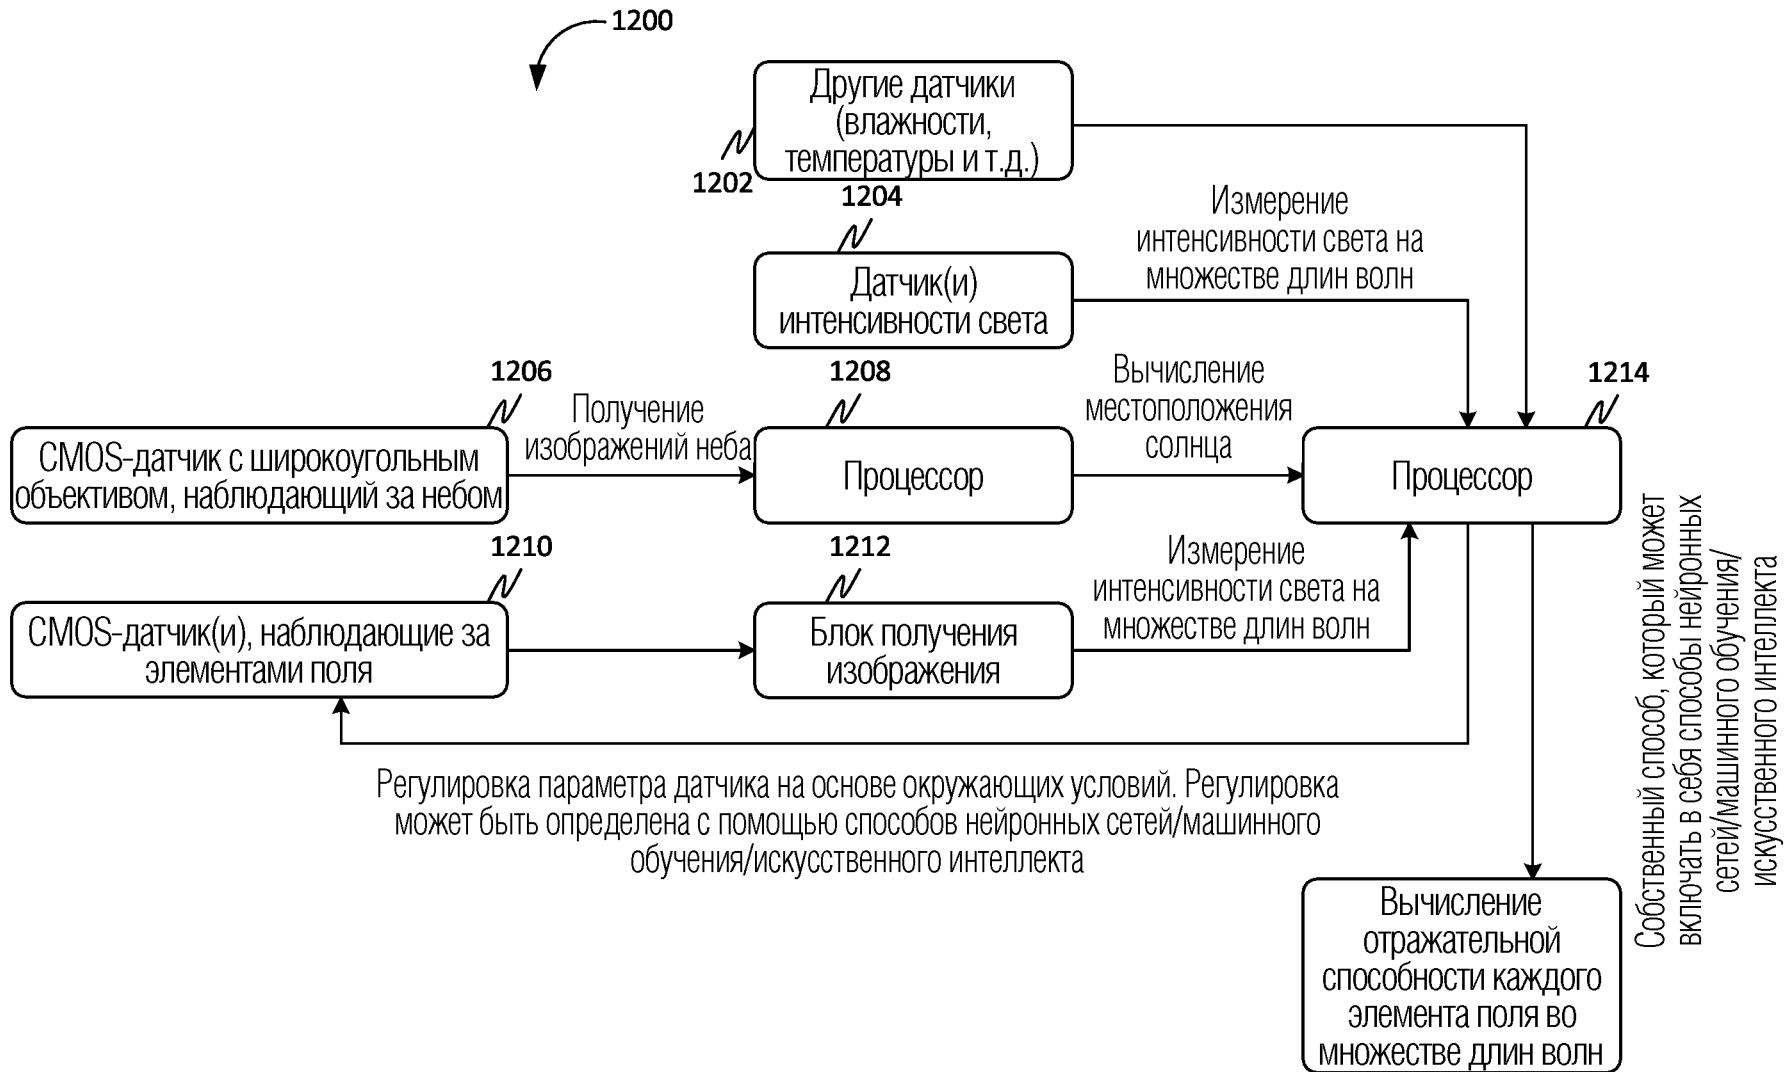 1200
Другие датчики
(влажности,
температуры и т.д.)
1202
1204
Датчик(и)
интенсивности света
Измерение
интенсивности света на
множестве длин волн
1206
CMOS-датчик с широкоугольным
объективом, наблюдающий за небом
Получение
изображений неба
1208
Процессор
Вычисление
местоположения
солнца
1214
Процессор
1210
CMOS-датчик(и), наблюдающие за
элементами поля
1212
Блок получения
изображения
Измерение
интенсивности света на
множестве длин волн
Регулировка параметра датчика на основе окружающих условий. Регулировка
может быть определена с помощью способов нейронных сетей/машинного
обучения/искусственного интеллекта
Собственный способ, который может
включать в себя способы нейронных
сетей/машинного обучения/
искусственного интеллекта
Вычисление
отражательной
способности каждого
элемента поля во
множестве длин волн